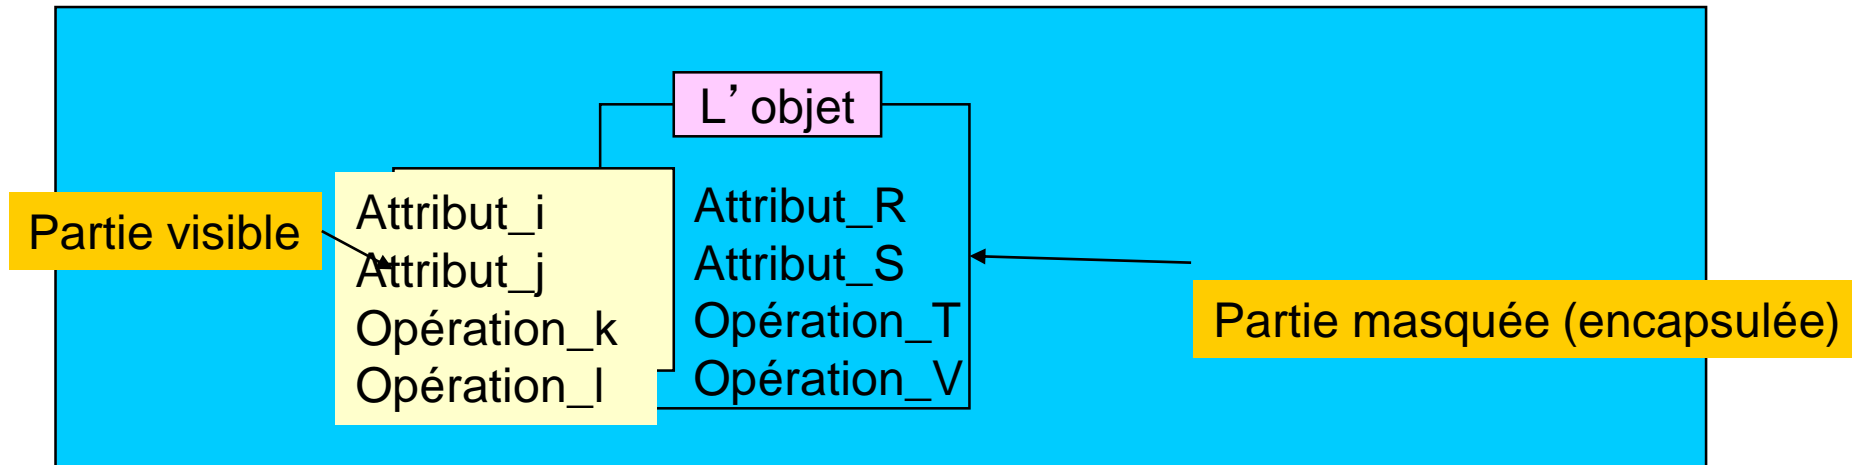 L’objet
Partie visible
Attribut_i
Attribut_j
Opération_k
Opération_l
Attribut_R
Attribut_S
Opération_T
Opération_V
Partie masquée (encapsulée)